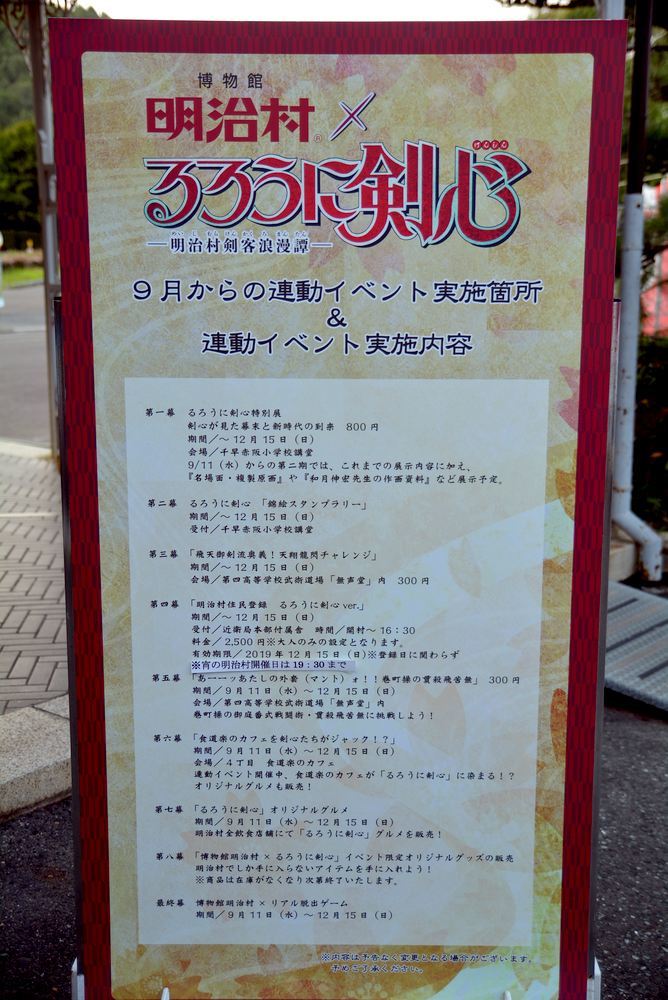 博物館
明治村®×
けんしん
るろうに剣心
めいじむらけんかくろまんたん
―明治村剣客浪漫譚―
9月からの連動イベント実施箇所
&
連動イベント実施内容
第一幕 るろうに剣心特別展
剣心が見た幕末と新時代の到来 800円
期間/～12月15日(日)
会場/千早赤阪小学校講堂
9/11(水)からの第二期では、これまでの展示内容に加え、
『名場面・複製原画』や『和月伸宏先生の作画資料』など展示予定。
第二幕 るろうに剣心 「錦絵スタンプラリー」
期間/～12月15日(日)
受付/千早赤阪小学校講堂
第三幕 「飛天御剣流奥義!天翔龍閃チャレンジ」
期間/～12月15日(日)
会場/第四高等学校武術道場「無声堂」内 300円
第四幕 「明治村住民登録 るろうに剣心ver.」
期間/～12月15日(日)
受付/近衛局本部付属舎 時間/開村～16:30
料金/2,500円※大人のみの設定となります。
有効期限/2019年12月15日(日)※登録日に関わらず
※宵の明治村開催日は19:30まで
第五幕 「あーーーッあたしの外套(マント)ォ!!巻町操の貫殺飛苦無」 300円
期間/9月11日(水)～12月15日(日)
会場/第四高等学校武術道場「無声堂」内
巻町操の御庭番式戦闘術・貫殺飛苦無に挑戦しよう!
第六幕 「食道楽のカフェを剣心たちがジャック!?」
期間/9月11日(水)～12月15日(日)
会場/4丁目 食道楽のカフェ
連動イベント開催中、食道楽のカフェが「るろうに剣心」に染まる!?
オリジナルグルメも販売!
第七幕 「るろうに剣心」オリジナルグルメ
期間/9月11日(水)～12月15日(日)
明治村全飲食店舗にて「るろうに剣心」グルメを販売!
第八幕 「博物館明治村×るろうに剣心」イベント限定オリジナルグッズの販売
明治村でしか手に入らないアイテムを手に入れよう!
※商品は在庫がなくなり次第終了いたします。
最終幕 博物館明治村×リアル脱出ゲーム
期間/9月11日(水)～12月15日(日)
※内容は予告なく変更となる場合がございます。
予めご了承ください。